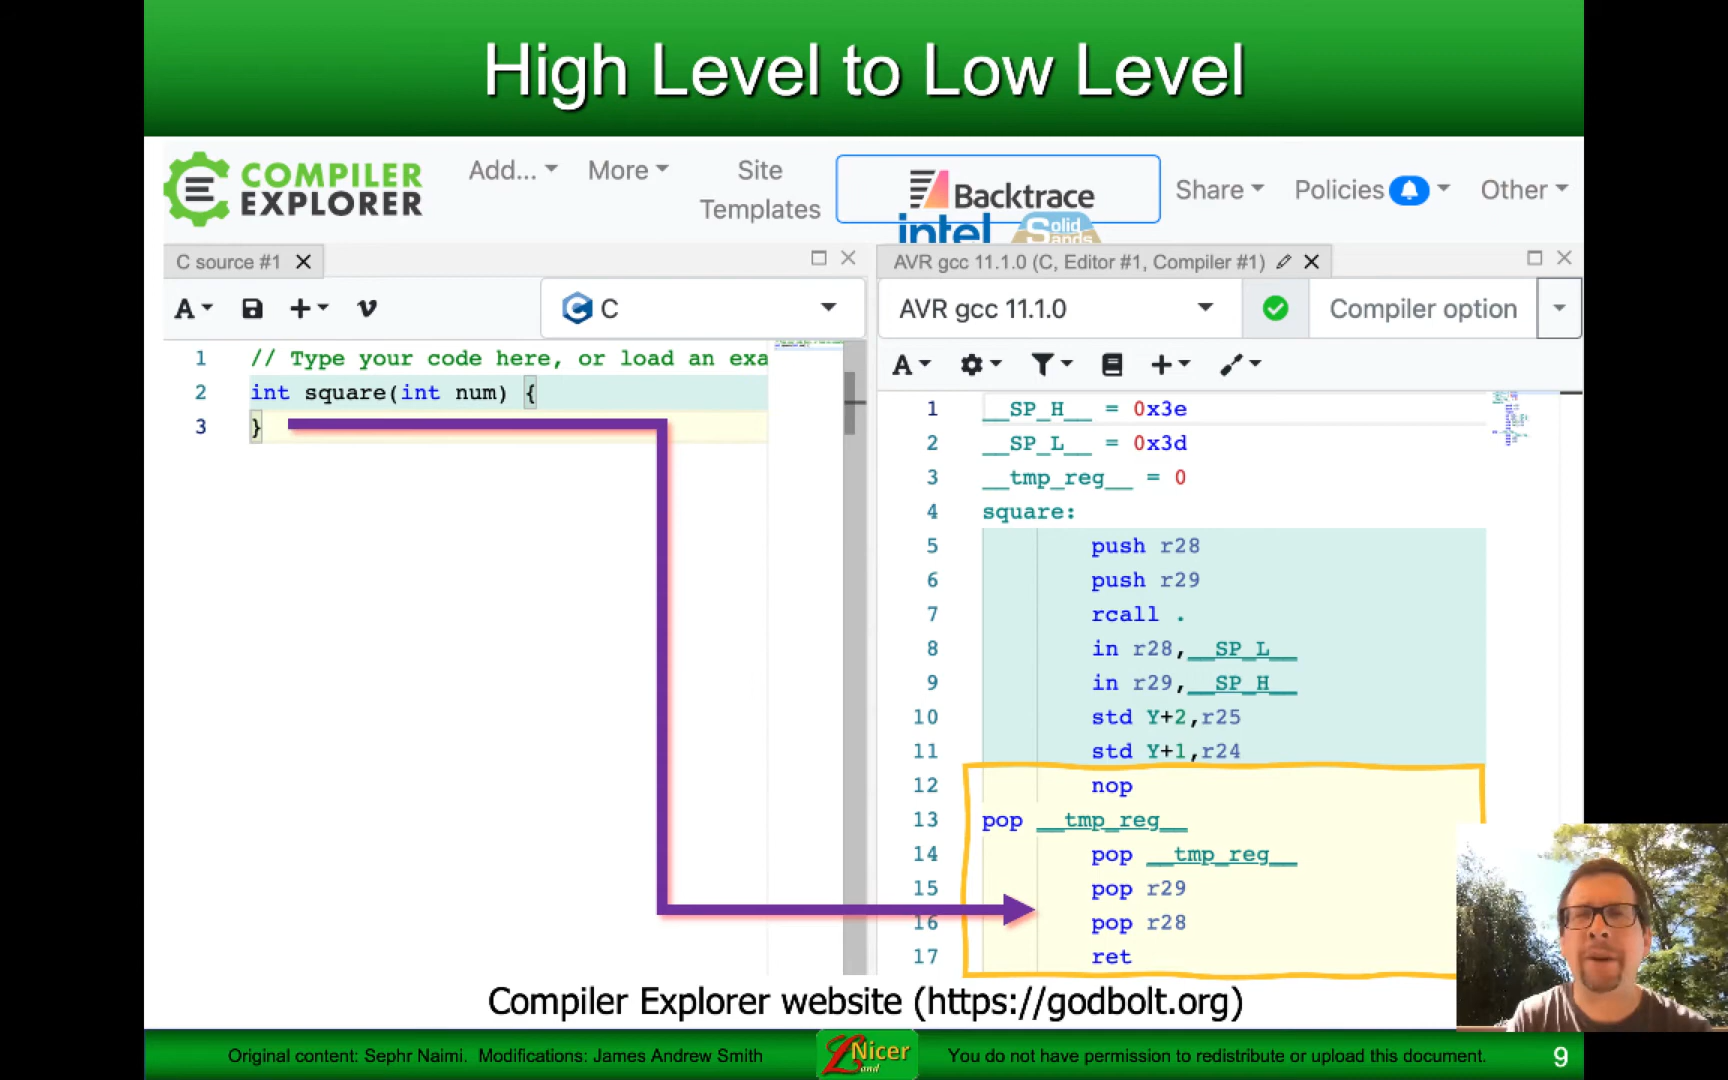 High Level to Low Level
COMPILER EXPLORER
Add...
More
Site Templates
Backtrace
intel
Solid Sands
Share
Policies
Other
C source #1
AVR gcc 11.1.0 (C, Editor #1, Compiler #1)
A
C
AVR gcc 11.1.0
Compiler option
A
1 // Type your code here, or load an exa
2 int square(int num) {
3 }
1 __SP_H__ = 0x3e
2 __SP_L__ = 0x3d
3 __tmp_reg__ = 0
4 square:
5 push r28
6 push r29
7 rcall .
8 in r28,__SP_L__
9 in r29,__SP_H__
10 std Y+2,r25
11 std Y+1,r24
12 nop
13 pop __tmp_reg__
14 pop __tmp_reg__
15 pop r29
16 pop r28
17 ret
Compiler Explorer website (https://godbolt.org)
Original content: Sephr Naimi. Modifications: James Andrew Smith
Nicer Land
You do not have permission to redistribute or upload this document.
9